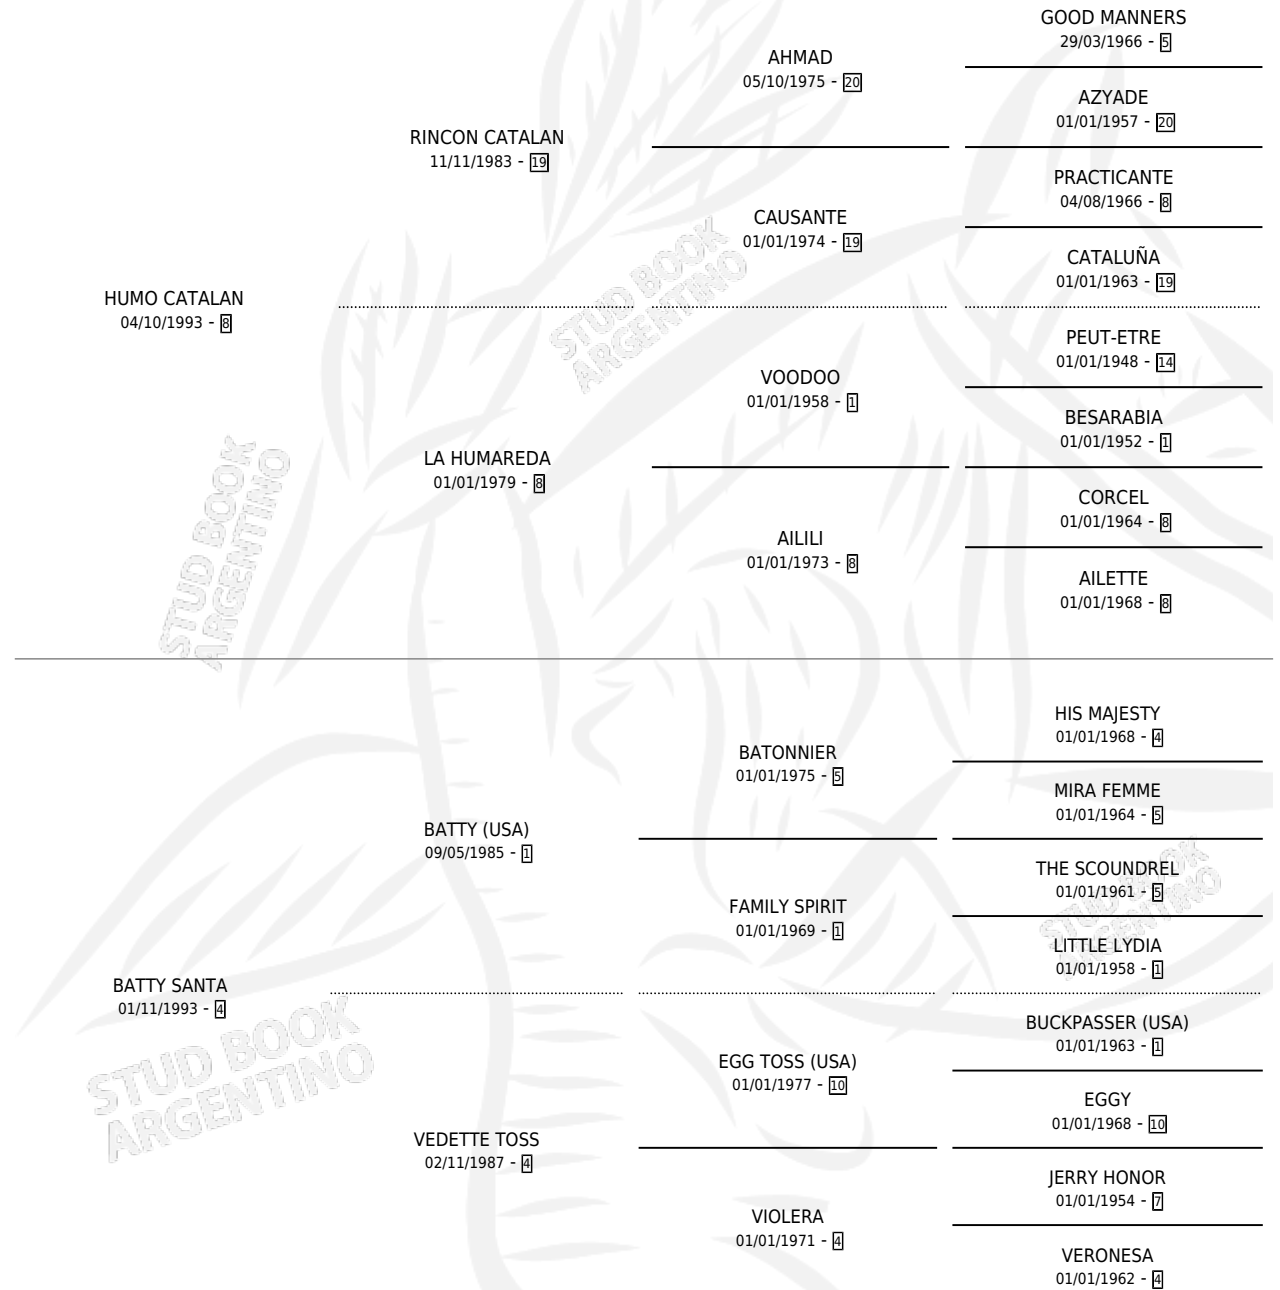 GOOD MANNERS
29/03/1966 - 5
AHMAD
05/10/1975 - 20
AZYADE
01/01/1957 - 20
RINCON CATALAN
11/11/1983 - 19
PRACTICANTE
04/08/1966 - 8
CAUSANTE
01/01/1974 - 19
CATALUÑA
01/01/1963 - 19
HUMO CATALAN
04/10/1993 - 8
PEUT-ETRE
01/01/1948 - 14
VOODOO
01/01/1958 - 1
BESARABIA
01/01/1952 - 1
LA HUMAREDA
01/01/1979 - 8
CORCEL
01/01/1964 - 8
AILILI
01/01/1973 - 8
AILETTE
01/01/1968 - 8
HIS MAJESTY
01/01/1968 - 4
BATONNIER
01/01/1975 - 5
MIRA FEMME
01/01/1964 - 5
BATTY (USA)
09/05/1985 - 1
THE SCOUNDREL
01/01/1961 - 5
FAMILY SPIRIT
01/01/1969 - 1
LITTLE LYDIA
01/01/1958 - 1
BATTY SANTA
01/11/1993 - 4
BUCKPASSER (USA)
01/01/1963 - 1
EGG TOSS (USA)
01/01/1977 - 10
EGGY
01/01/1968 - 10
VEDETTE TOSS
02/11/1987 - 4
JERRY HONOR
01/01/1954 - 7
VIOLERA
01/01/1971 - 4
VERONESA
01/01/1962 - 4
STUD BOOK
ARGENTINO
STUD BOOK
ARGENTINO
STUD BOOK
ARGENTINO
STUD BOOK
ARGENTINO